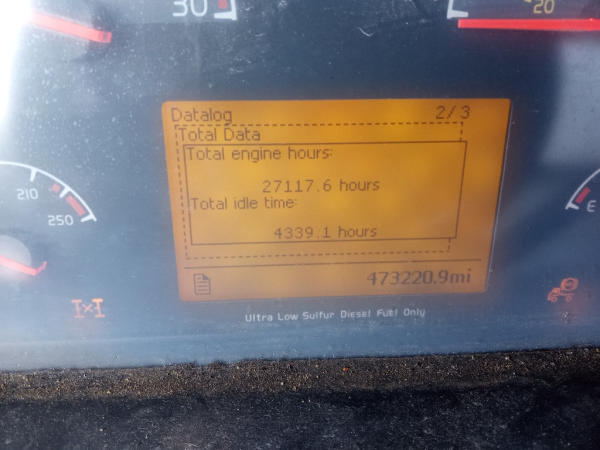 30
20
Datalog 2/3
Total Data
Total engine hours:
27117.6 hours
Total idle time:
4339.1 hours
210
250
E
473220.9mi
Ultra Low Sulfur Diesel Fuel Only